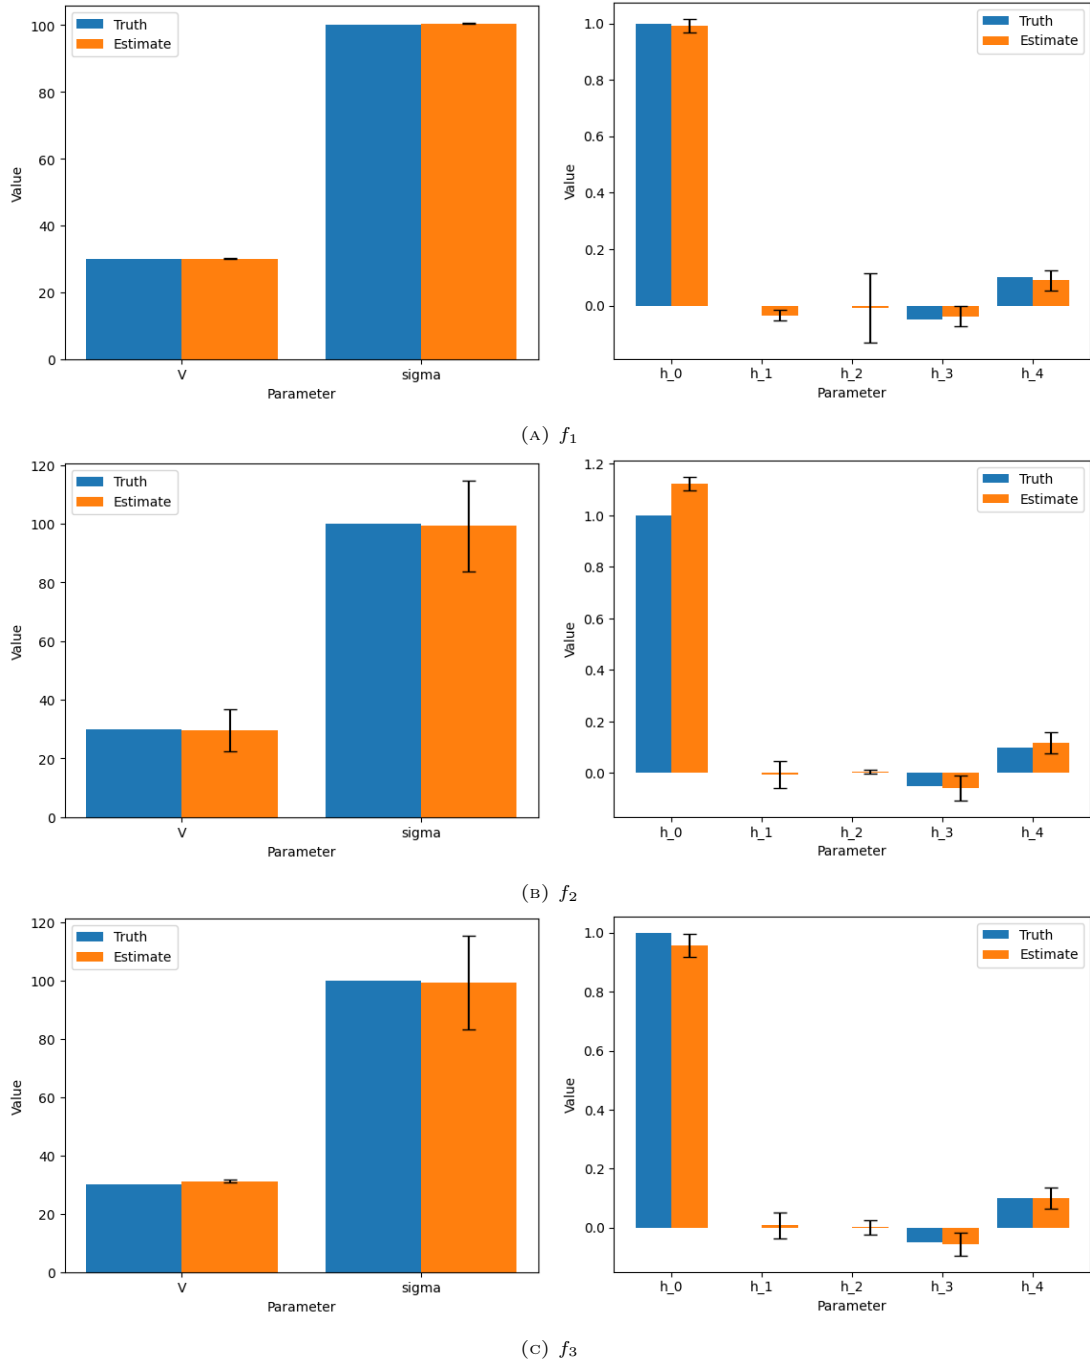 Truth
Estimate
100
80
60
40
20
0
Value
V
sigma
Parameter
Truth
Estimate
1.0
0.8
0.6
0.4
0.2
0.0
Value
h_0
h_1
h_2
h_3
h_4
Parameter
(A) f1
Truth
Estimate
120
100
80
60
40
20
0
Value
V
sigma
Parameter
Truth
Estimate
1.2
1.0
0.8
0.6
0.4
0.2
0.0
Value
h_0
h_1
h_2
h_3
h_4
Parameter
(B) f2
Truth
Estimate
120
100
80
60
40
20
0
Value
V
sigma
Parameter
Truth
Estimate
1.0
0.8
0.6
0.4
0.2
0.0
Value
h_0
h_1
h_2
h_3
h_4
Parameter
(C) f3